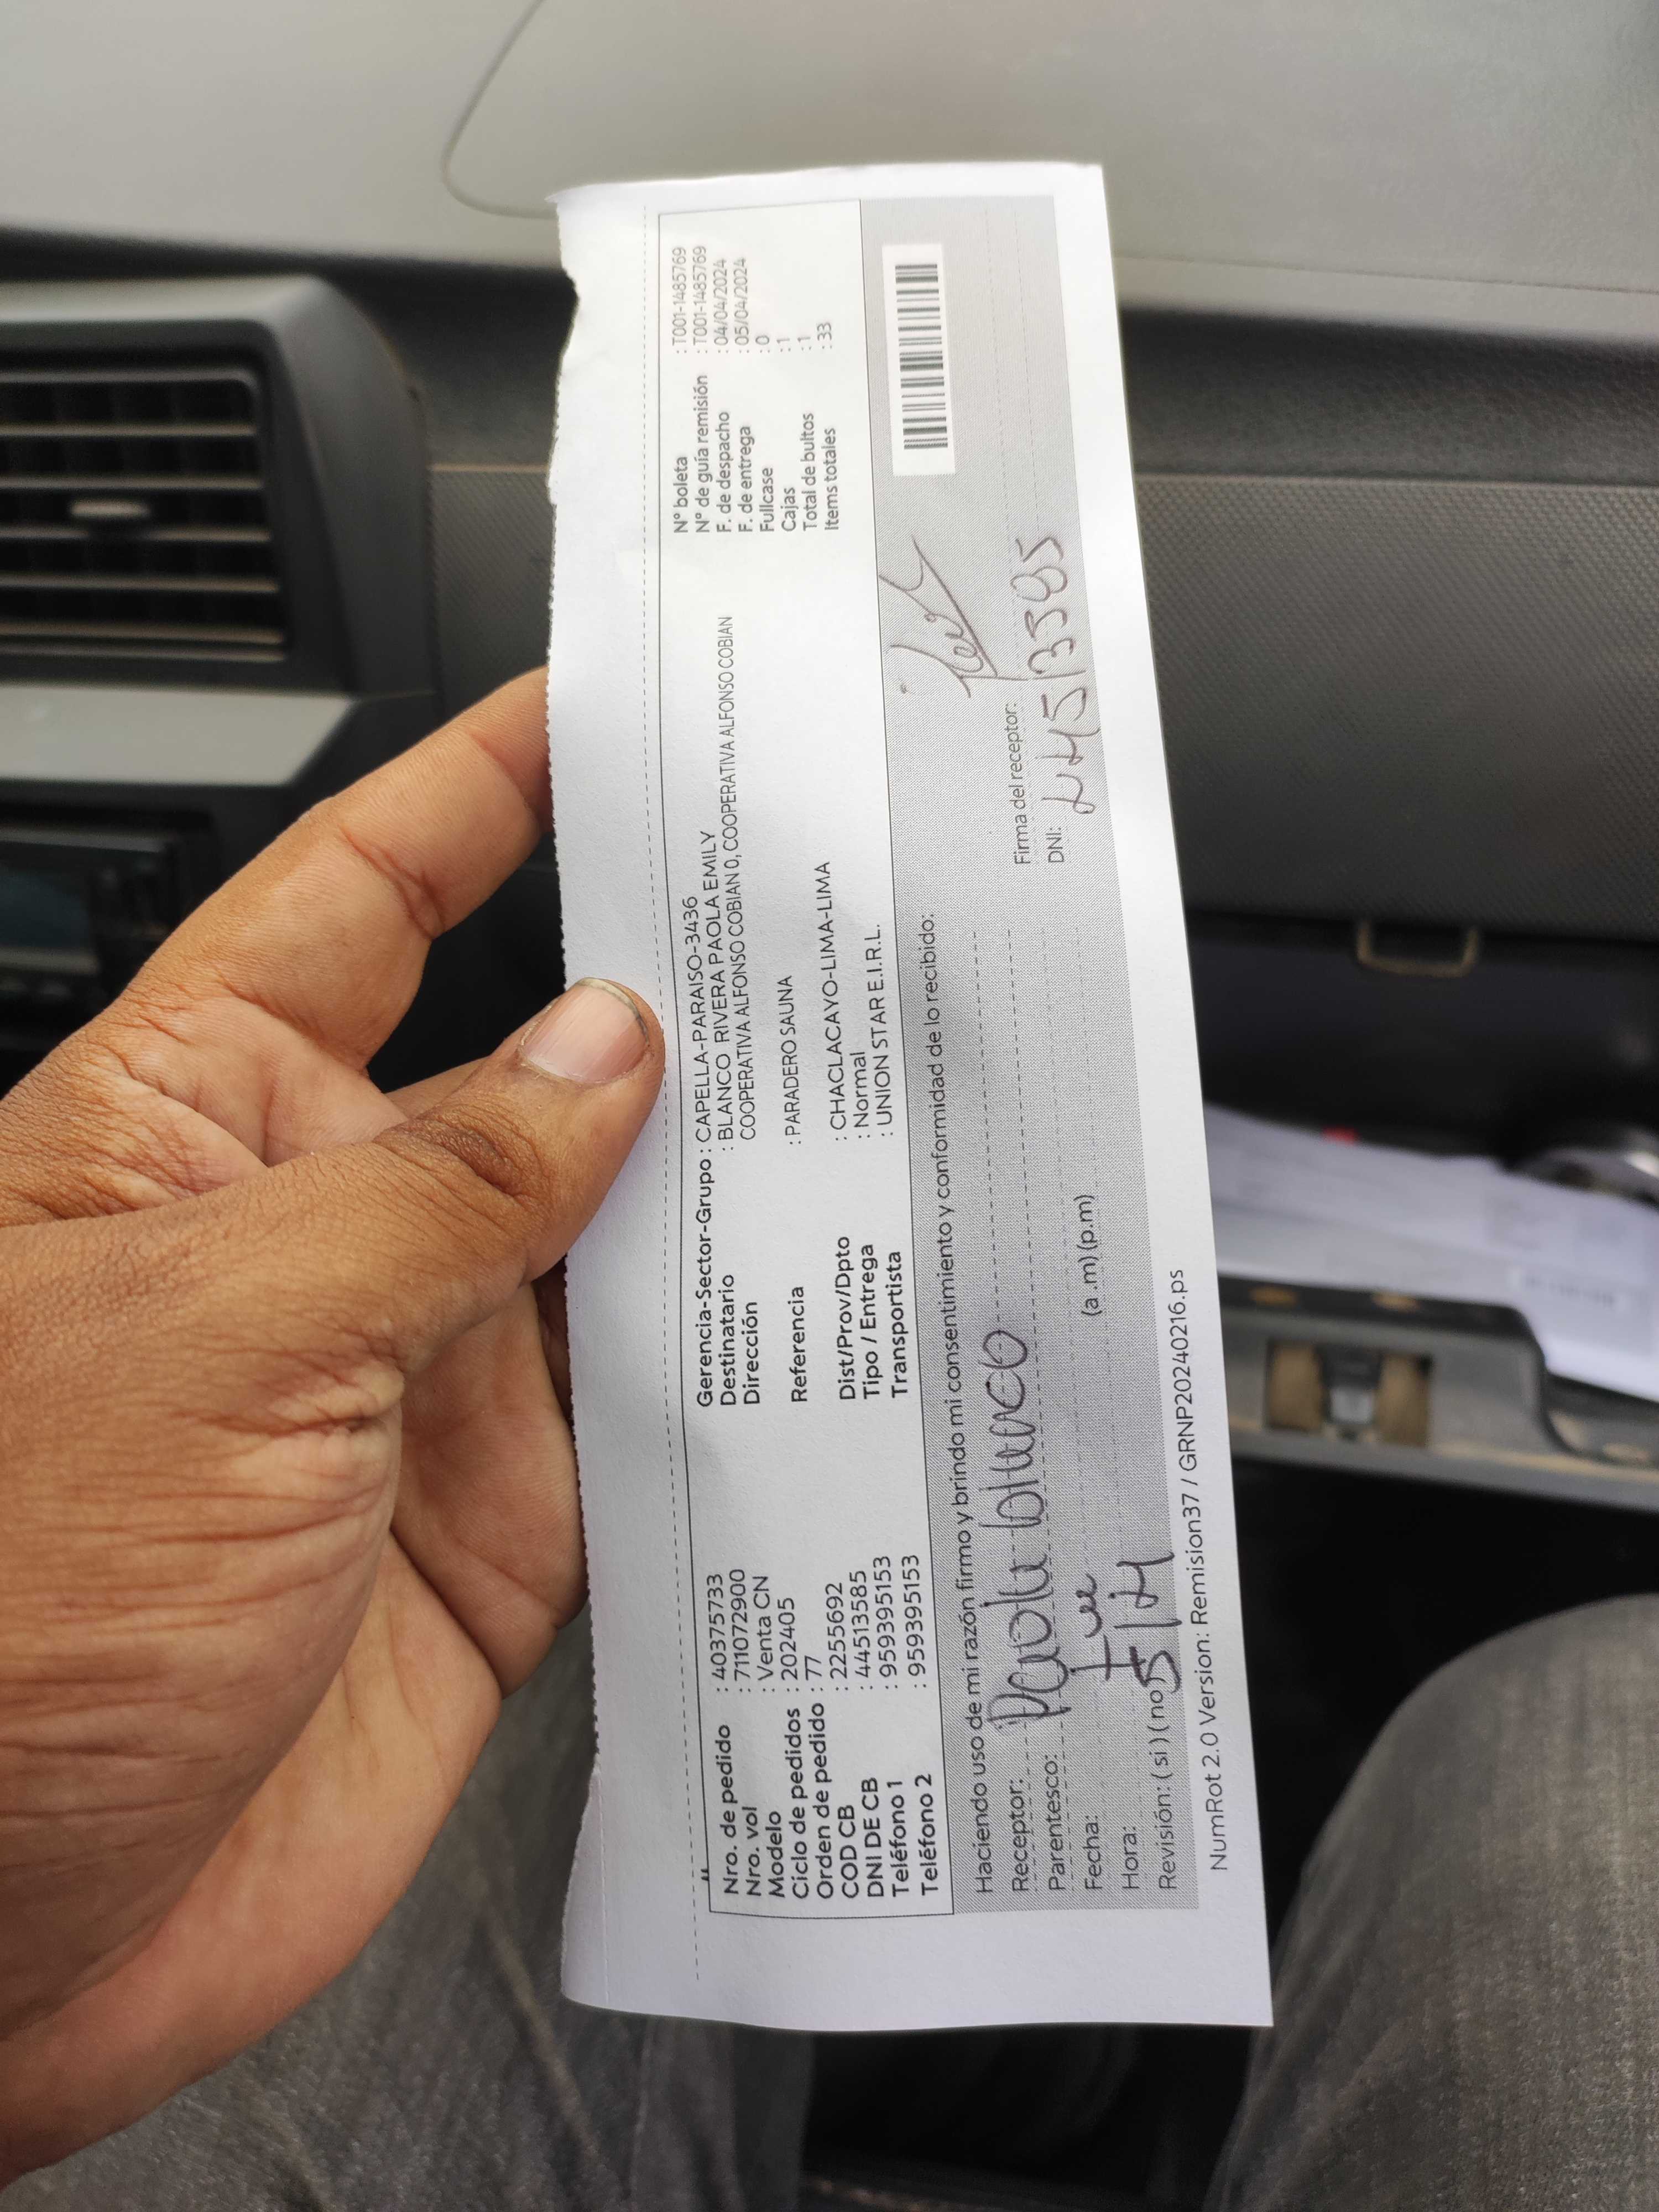 Nro. de pedido : 40375733
Nro. vol : 711072900
Modelo : Venta CN
Ciclo de pedidos : 202405
Orden de pedido : 77
COD CB : 2255692
DNI DE CB : 44513585
Teléfono 1 : 959395153
Teléfono 2 : 959395153
Gerencia-Sector-Grupo : CAPELLA-PARAISO-3436
Destinatario : BLANCO RIVERA PAOLA EMILY
Dirección : COOPERATIVA ALFONSO COBIAN 0, COOPERATIVA ALFONSO COBIAN
Referencia : PARADERO SAUNA
Dist/Prov/Dpto : CHACLACAYO-LIMA-LIMA
Tipo / Entrega : Normal
Transportista : UNION STAR E.I.R.L.
N° boleta : T001-1485769
N° de guía remisión : T001-1485769
F. de despacho : 04/04/2024
F. de entrega : 05/04/2024
Fullcase : 0
Cajas : 1
Total de bultos : 1
Items totales : 33
Haciendo uso de mi razón firmo y brindo mi consentimiento y conformidad de lo recibido:
Receptor: Paola blanco
Parentesco:
Fecha: 5/4
Hora: (a .m) (p.m)
Revisión: ( si ) ( no )
Firma del receptor:
DNI: 44513585
NumRot 2.0 Version: Remision37 / GRNP20240216.ps